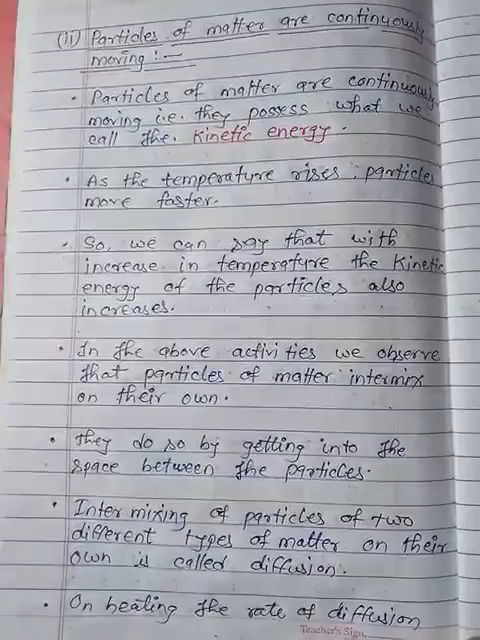 (ii) Particles of matter are continuously
moving :-
• Particles of matter are continuously
moving i.e. they possess what we
call the. Kinetic energy.
• As the temperature rises, particles
move faster.
• So, we can say that with
increase in temperature the Kinetic
energy of the particles also
increases.
• In the above activities we observe
that particles of matter intermix
on their own.
• they do so by getting into the
space between the particles.
• Inter mixing of particles of two
different types of matter on their
own is called diffusion.
• On heating the rate of diffusion
Teacher's Sign.